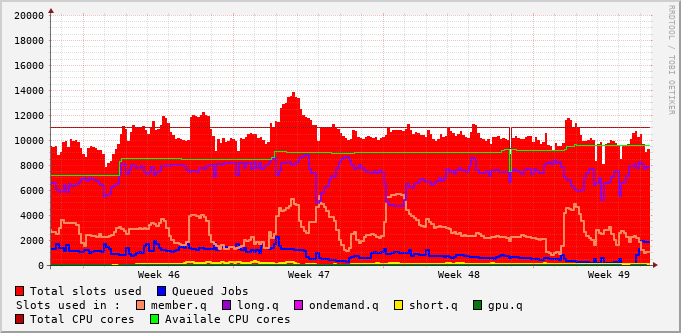 20000
18000
16000
14000
12000
10000
8000
6000
4000
2000
0
Week 46 Week 47 Week 48 Week 49
RRDTOOL / TOBI OETIKER
Total slots used Queued Jobs
Slots used in : member.q long.q ondemand.q short.q gpu.q
Total CPU cores Availale CPU cores